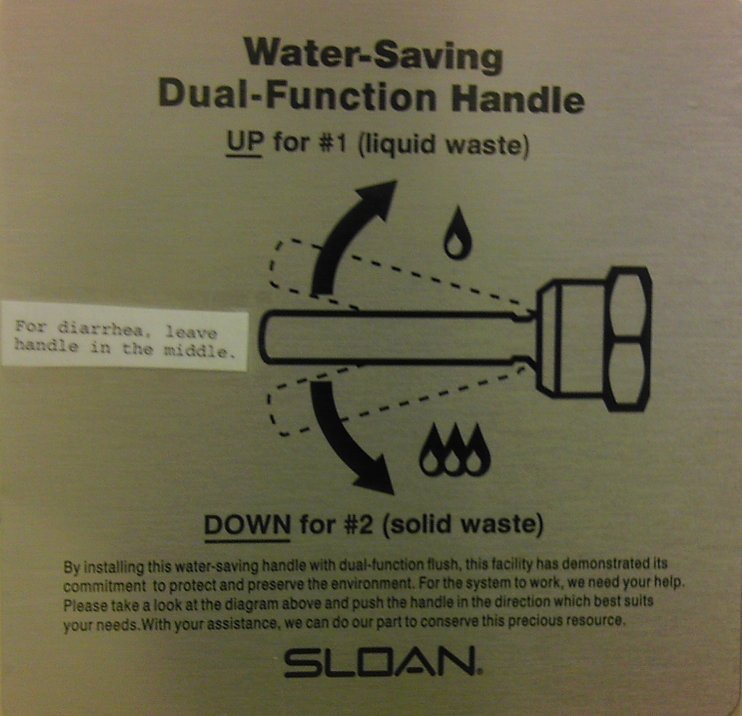 Water-Saving
Dual-Function Handle
UP for #1 (liquid waste)
For diarrhea, leave
handle in the middle.
DOWN for #2 (solid waste)
By installing this water-saving handle with dual-function flush, this facility has demonstrated its
commitment to protect and preserve the environment. For the system to work, we need your help.
Please take a look at the diagram above and push the handle in the direction which best suits
your needs.With your assistance, we can do our part to conserve this precious resource.
SLOAN®